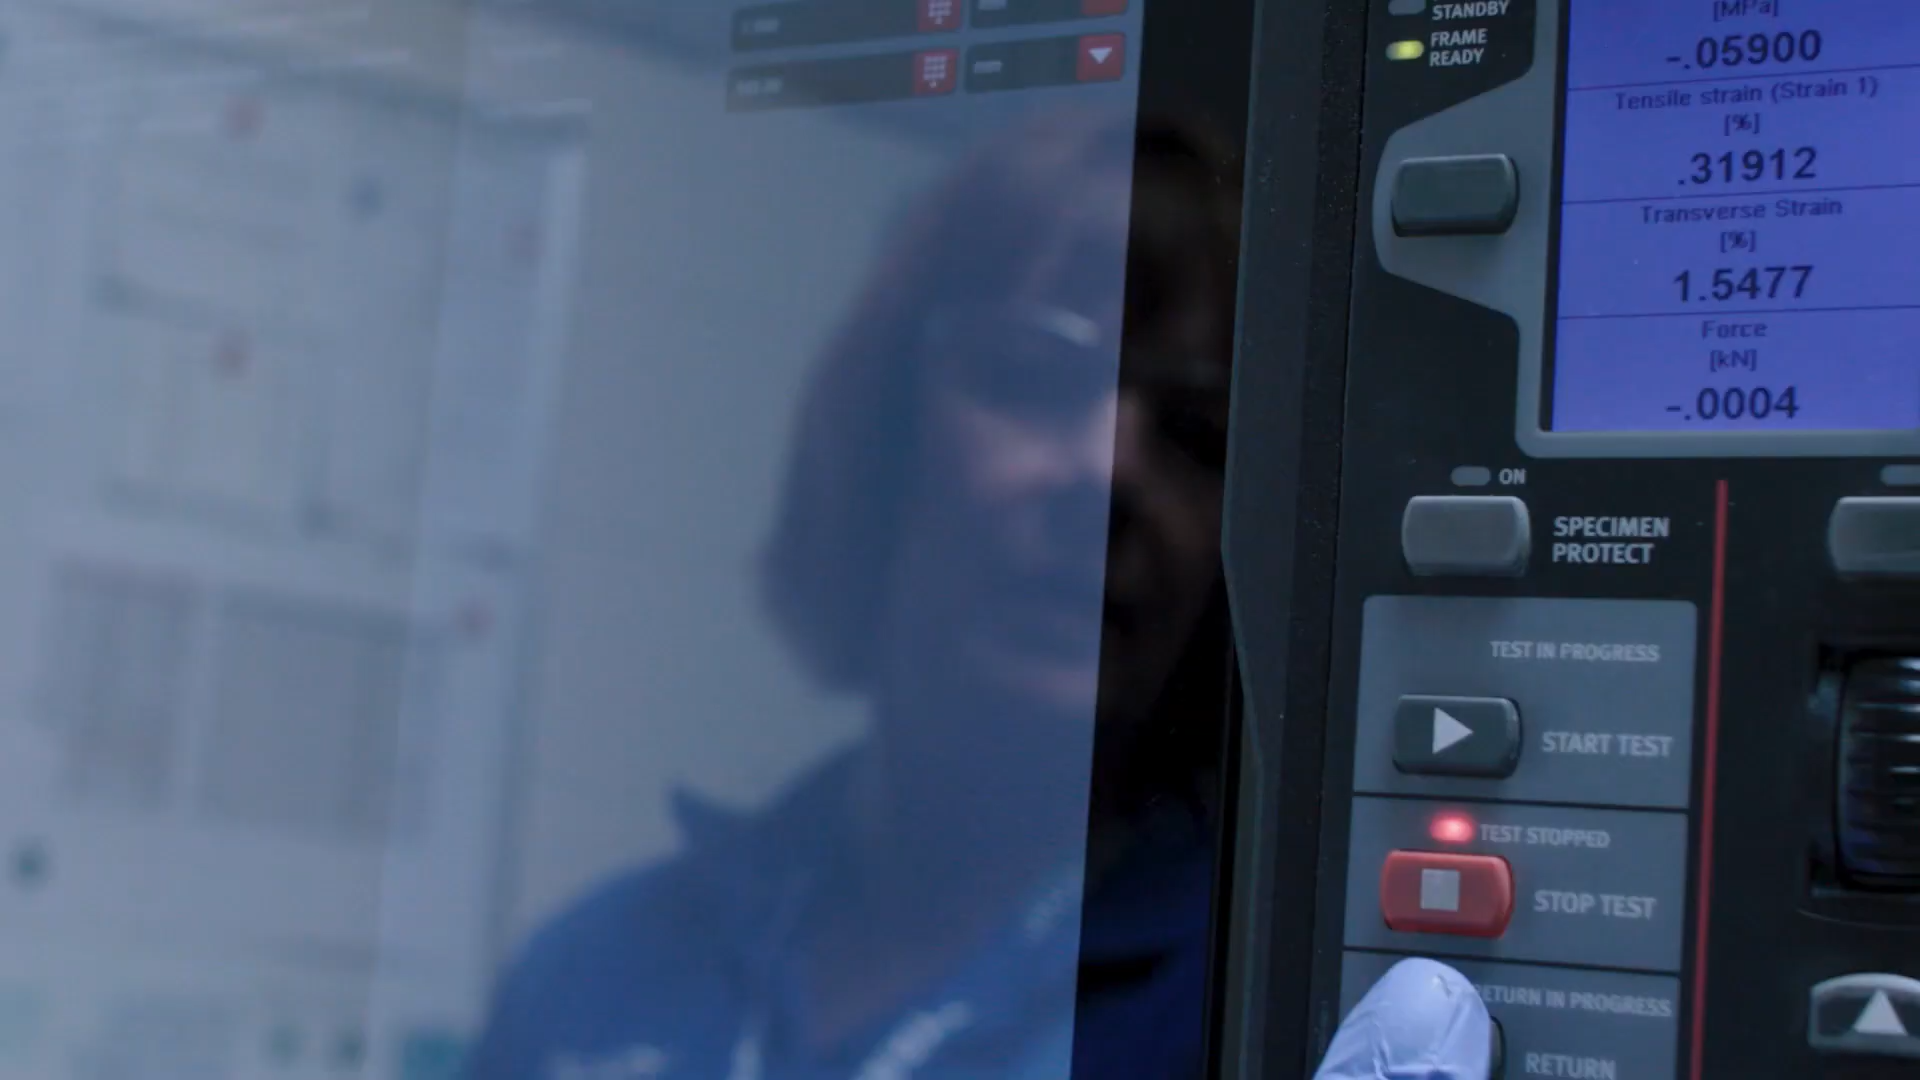 STANDBY
FRAME
READY
[MPa]
-.05900
Tensile strain (Strain 1)
[%]
.31912
Transverse Strain
[%]
1.5477
Force
[kN]
-.0004
ON
SPECIMEN
PROTECT
TEST IN PROGRESS
START TEST
TEST STOPPED
STOP TEST
RETURN IN PROGRESS
RETURN